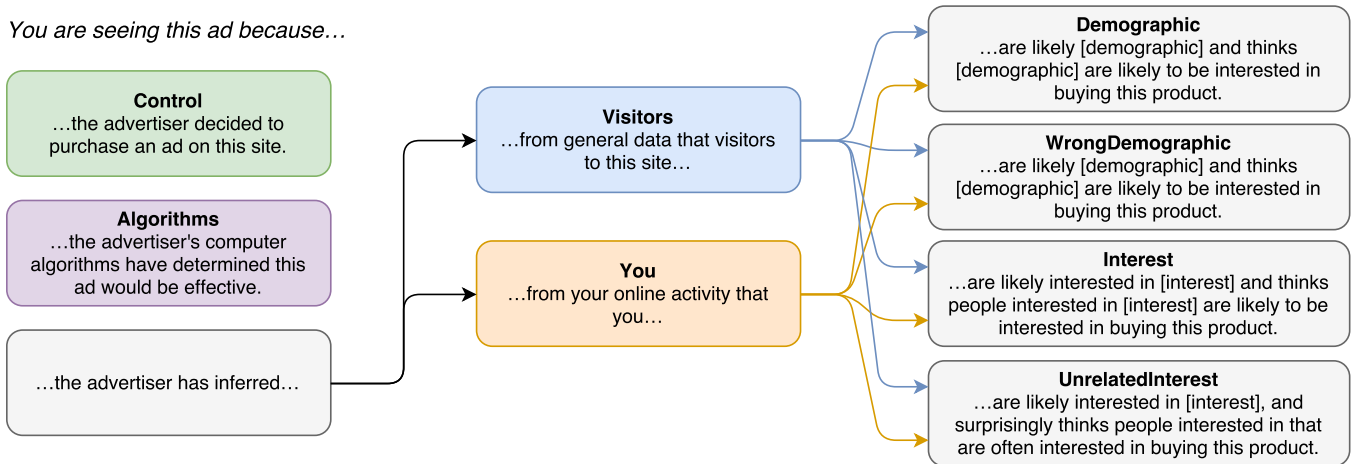 You are seeing this ad because…
Control
…the advertiser decided to
purchase an ad on this site.
Algorithms
…the advertiser's computer
algorithms have determined this
ad would be effective.
…the advertiser has inferred…
Visitors
…from general data that visitors
to this site…
You
…from your online activity that
you…
Demographic
…are likely [demographic] and thinks
[demographic] are likely to be interested in
buying this product.
WrongDemographic
…are likely [demographic] and thinks
[demographic] are likely to be interested in
buying this product.
Interest
…are likely interested in [interest] and thinks
people interested in [interest] are likely to be
interested in buying this product.
UnrelatedInterest
…are likely interested in [interest], and
surprisingly thinks people interested in that
are often interested in buying this product.